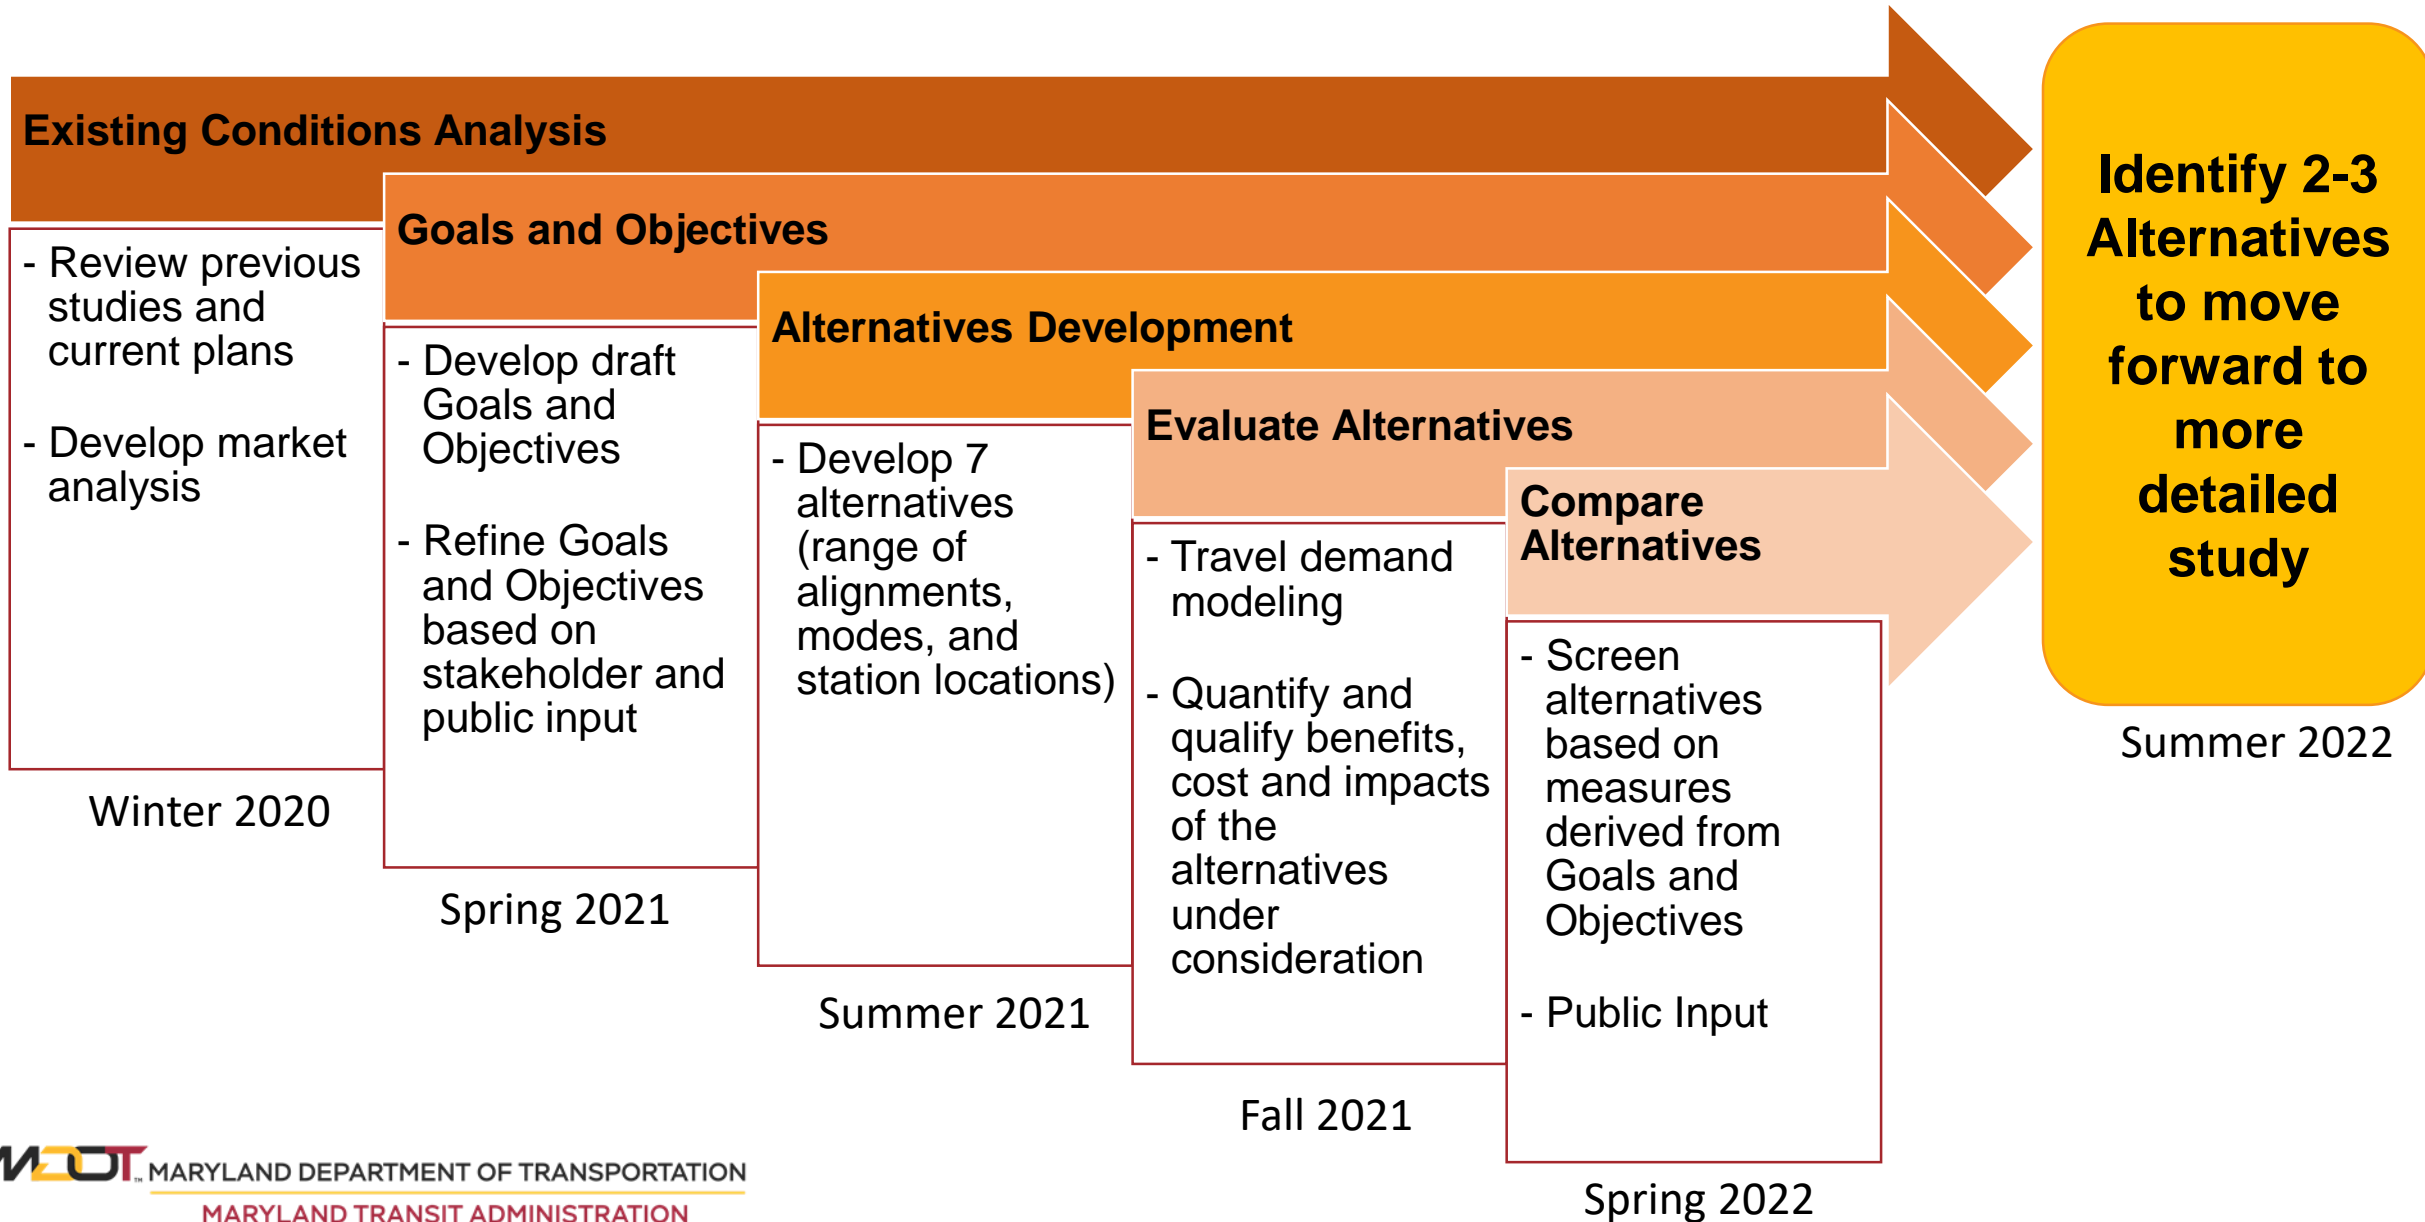 Existing Conditions Analysis
- Review previous
studies and
current plans
- Develop market
analysis
Winter 2020
Goals and Objectives
- Develop draft
Goals and
Objectives
- Refine Goals
and Objectives
based on
stakeholder and
public input
Spring 2021
Alternatives Development
- Develop 7
alternatives
(range of
alignments,
modes, and
station locations)
Summer 2021
Evaluate Alternatives
- Travel demand
modeling
- Quantify and
qualify benefits,
cost and impacts
of the
alternatives
under
consideration
Fall 2021
Compare
Alternatives
- Screen
alternatives
based on
measures
derived from
Goals and
Objectives
- Public Input
Spring 2022
Identify 2-3
Alternatives
to move
forward to
more
detailed
study
Summer 2022
MDOT™ MARYLAND DEPARTMENT OF TRANSPORTATION
MARYLAND TRANSIT ADMINISTRATION